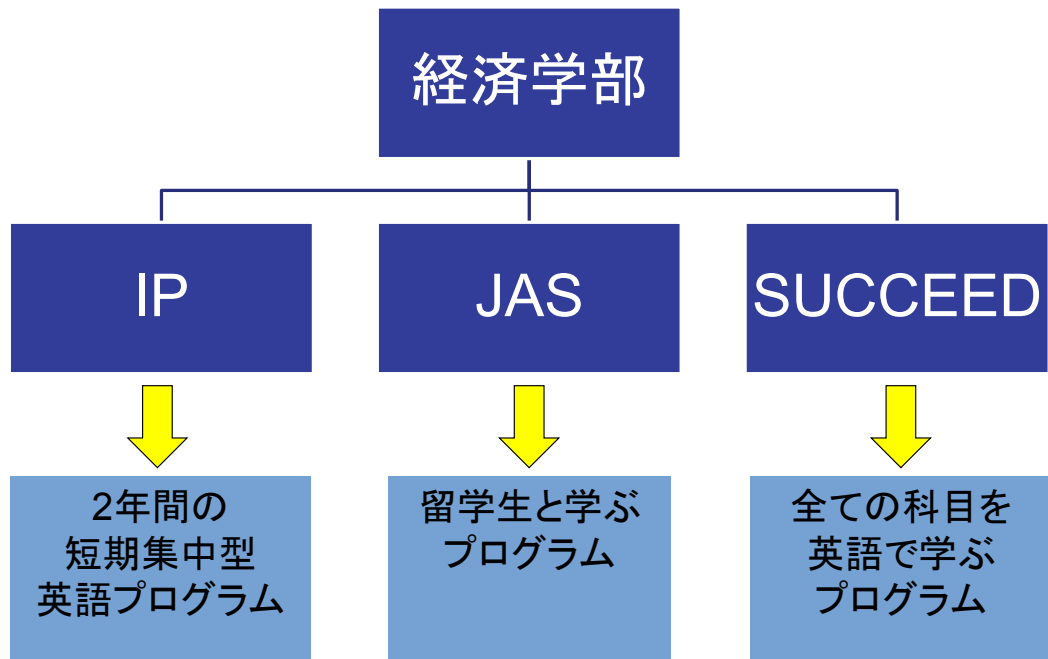 経済学部
IP
JAS
SUCCEED
2年間の
短期集中型
英語プログラム
留学生と学ぶ
プログラム
全ての科目を
英語で学ぶ
プログラム